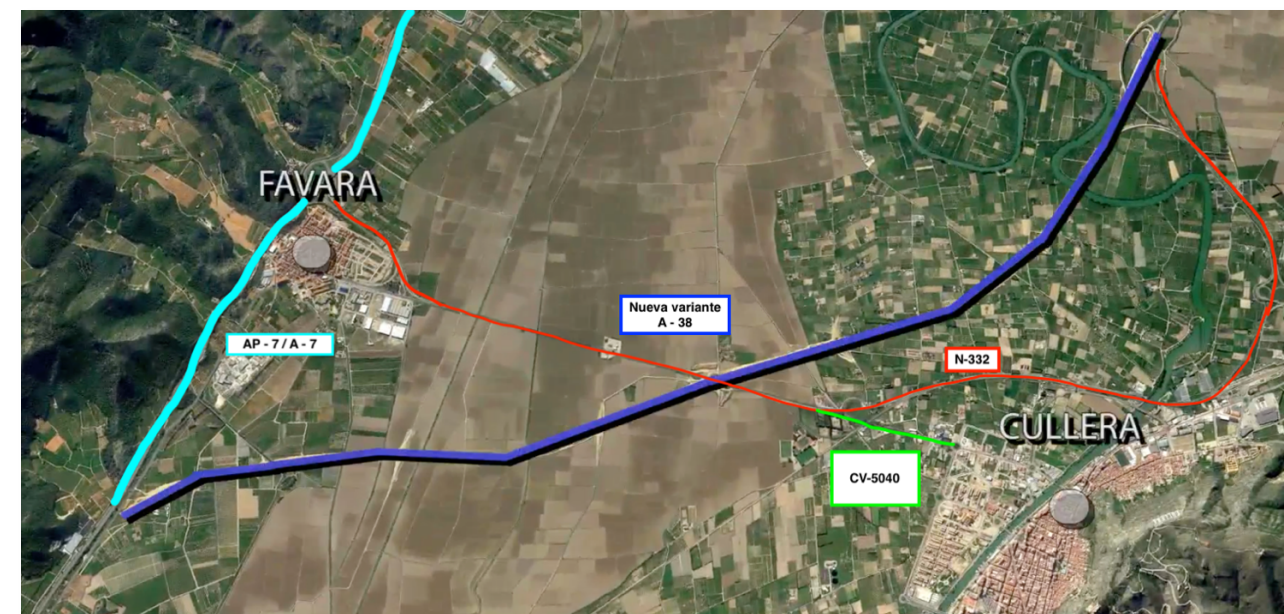 FAVARA
Nueva variante
A - 38
AP - 7 / A - 7
N-332
CULLERA
CV-5040